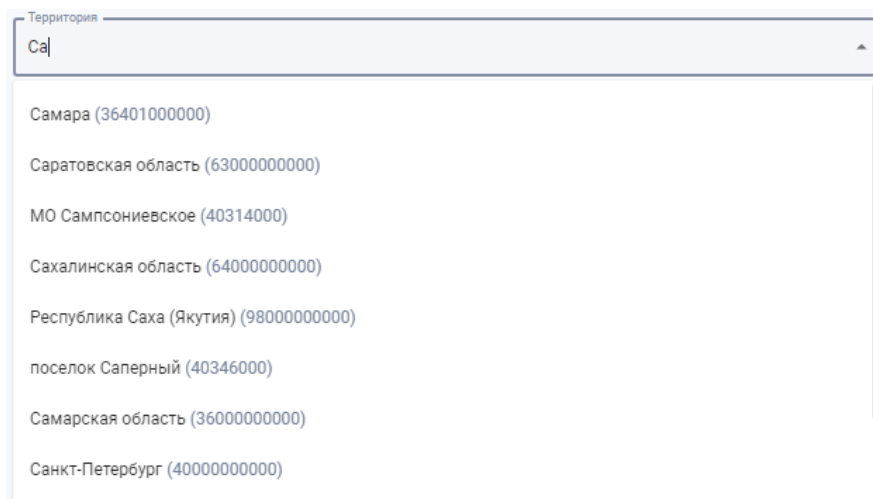 Территория
Са
Самара (36401000000)
Саратовская область (63000000000)
МО Сампсониевское (40314000)
Сахалинская область (64000000000)
Республика Саха (Якутия) (98000000000)
поселок Саперный (40346000)
Самарская область (36000000000)
Санкт-Петербург (40000000000)